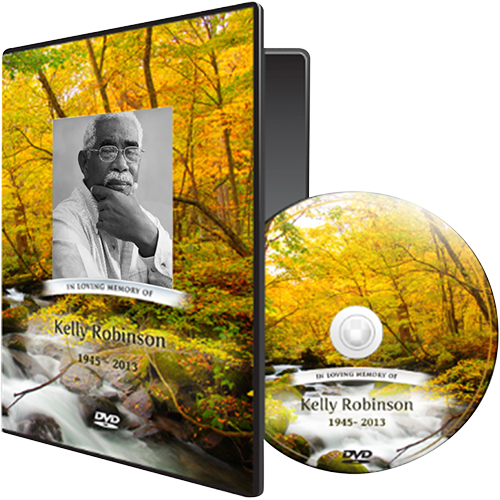 IN LOVING MEMORY OF
Kelly Robinson
1945 - 2013
DVD
IN LOVING MEMORY OF
Kelly Robinson
1945- 2013
DVD